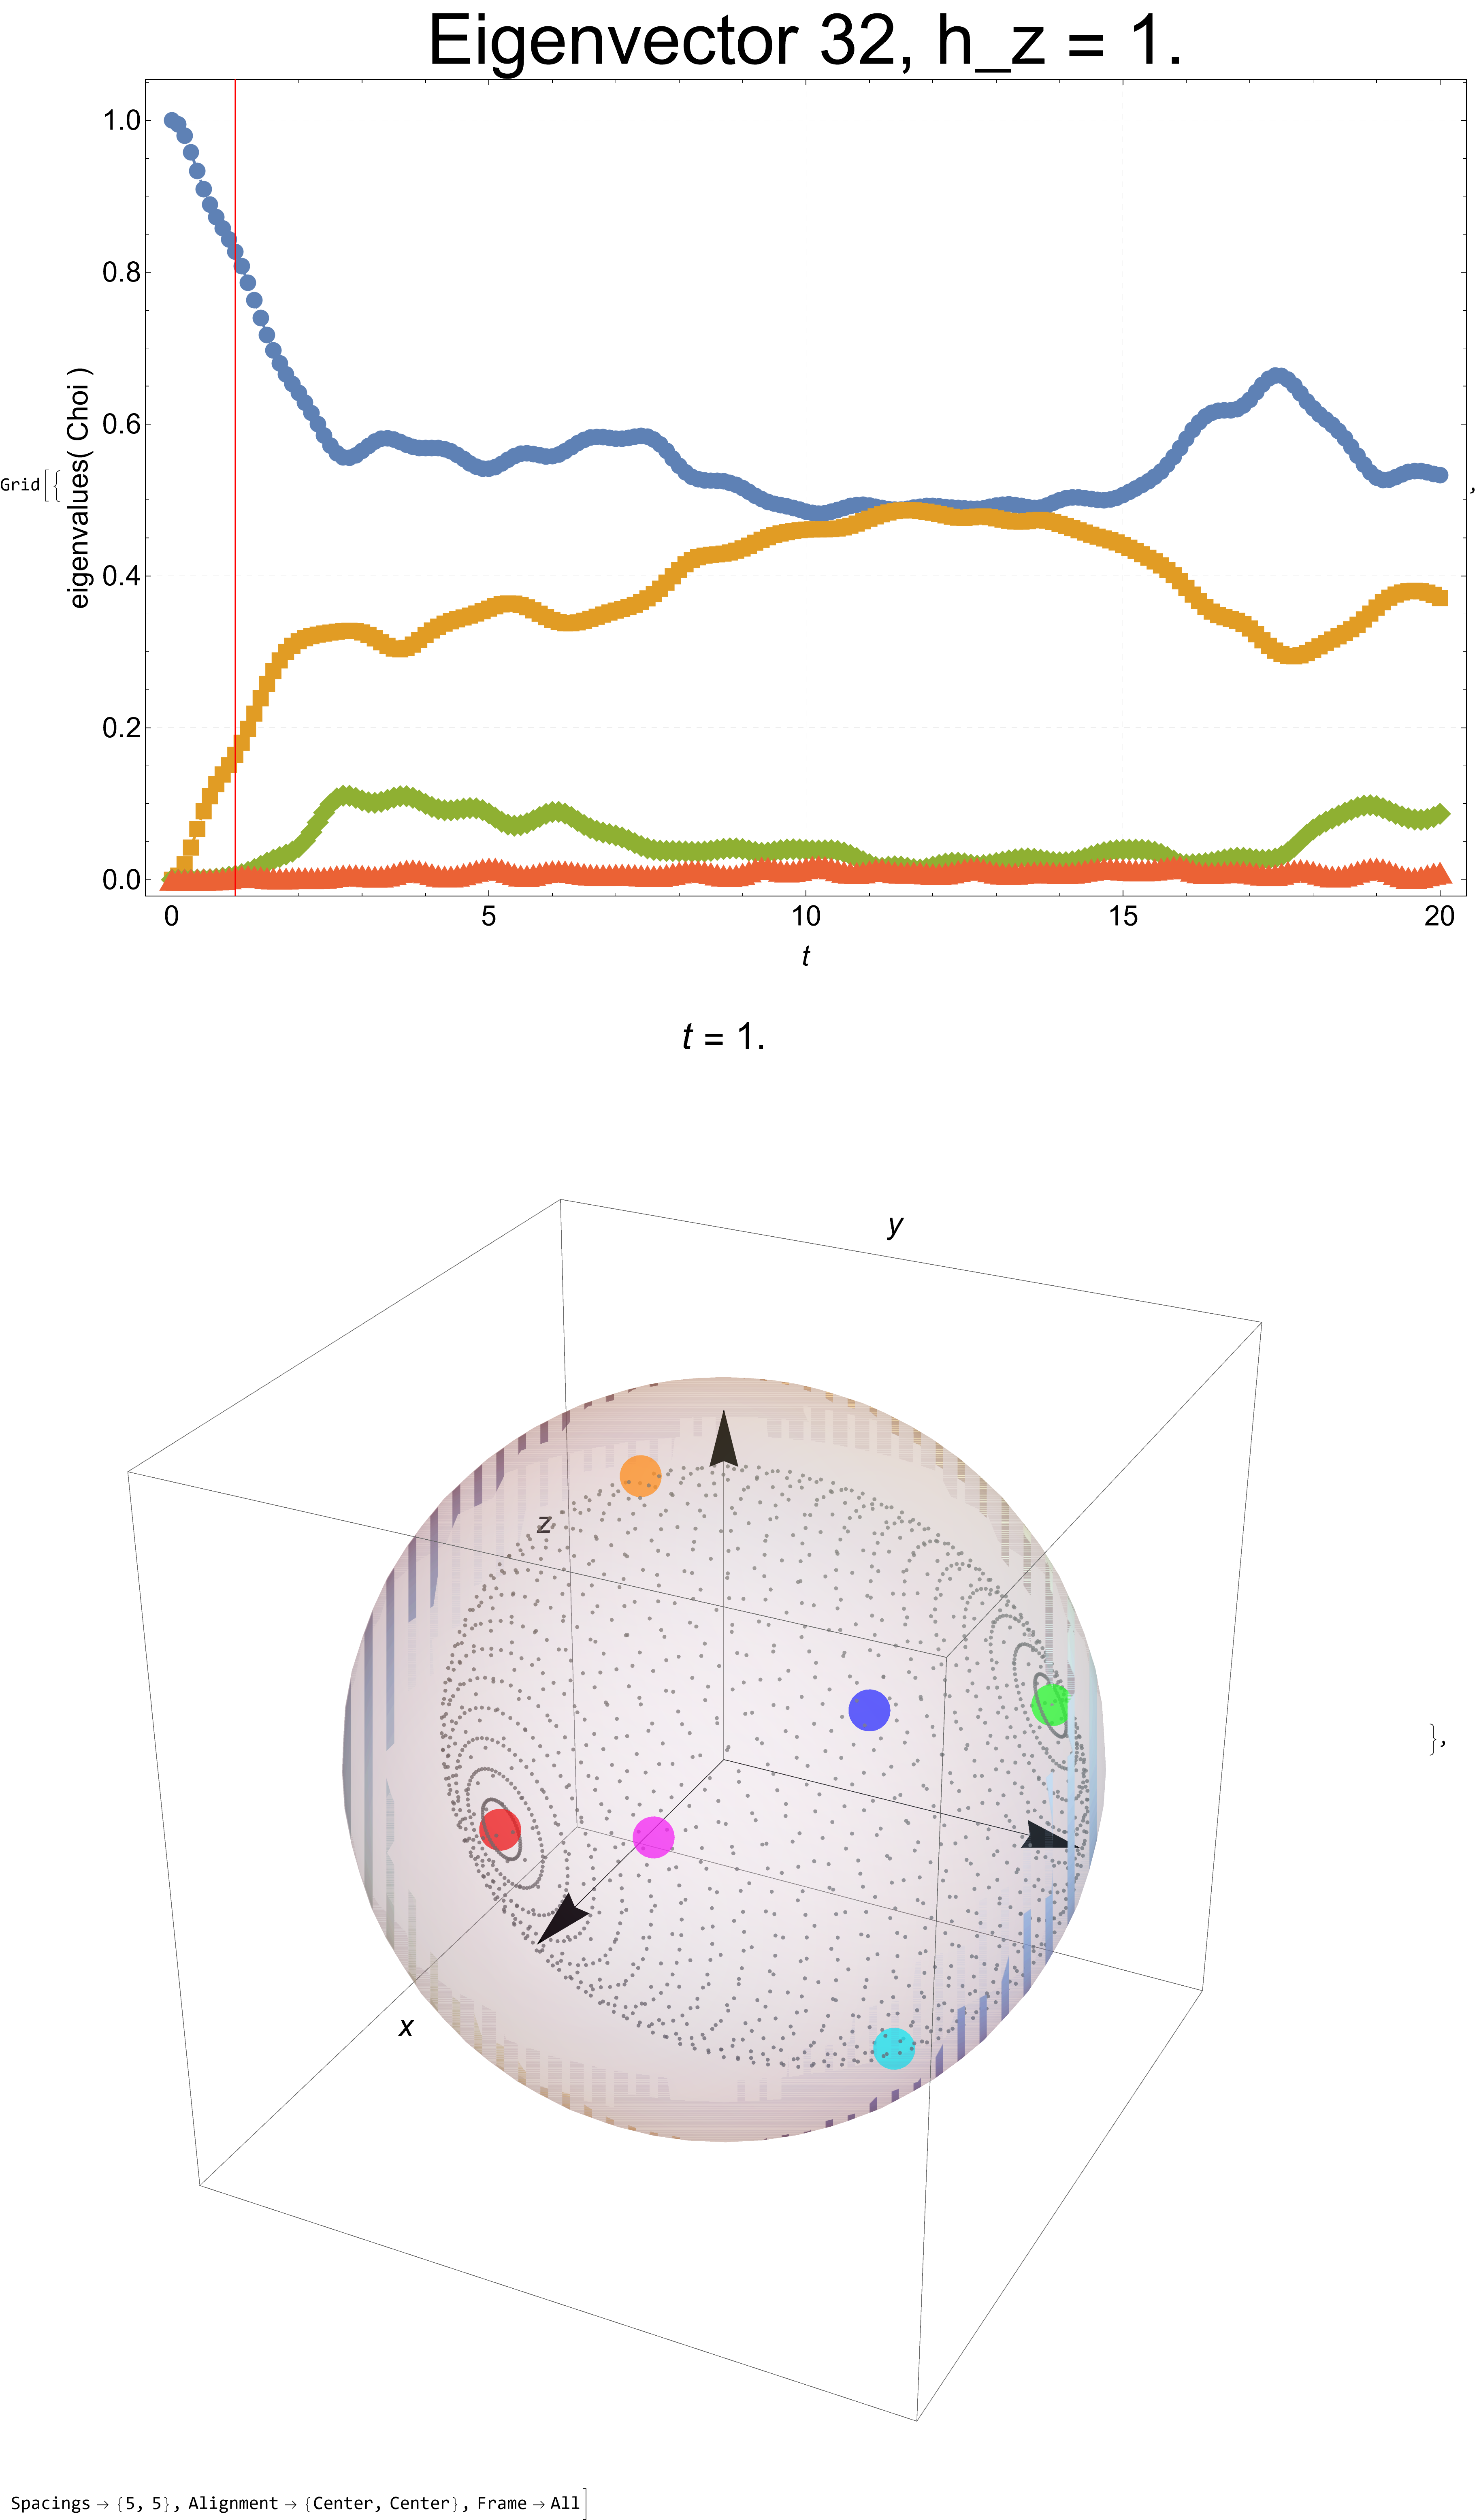 Eigenvector 32, h_z = 1.
1.0
0.8
0.6
0.4
0.2
0.0
eigenvalues( Choi )
Grid[{
,
0 5 10 15 20
t
t = 1.
y
z
x
},
Spacings → {5, 5}, Alignment → {Center, Center}, Frame → All]